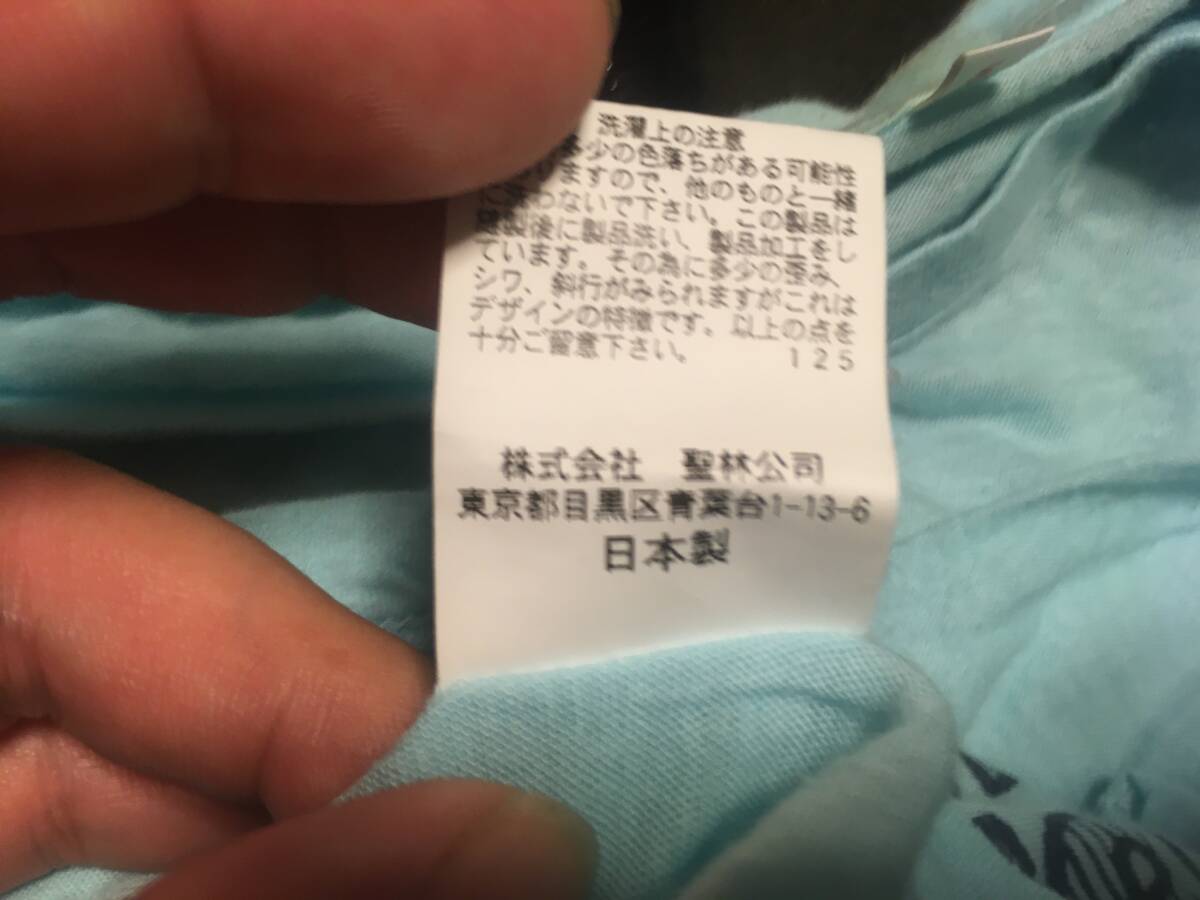 洗濯上の注意
多少の色落ちがある可能性
りますので、他のものと一緒
わないで下さい。この製品は
縫製後に製品洗い、製品加工をし
ています。その為に多少の歪み、
シワ、斜行がみられますがこれは
デザインの特徴です。以上の点を
十分ご留意下さい。 125
株式会社 聖林公司
東京都目黒区青葉台1-13-6
日本製